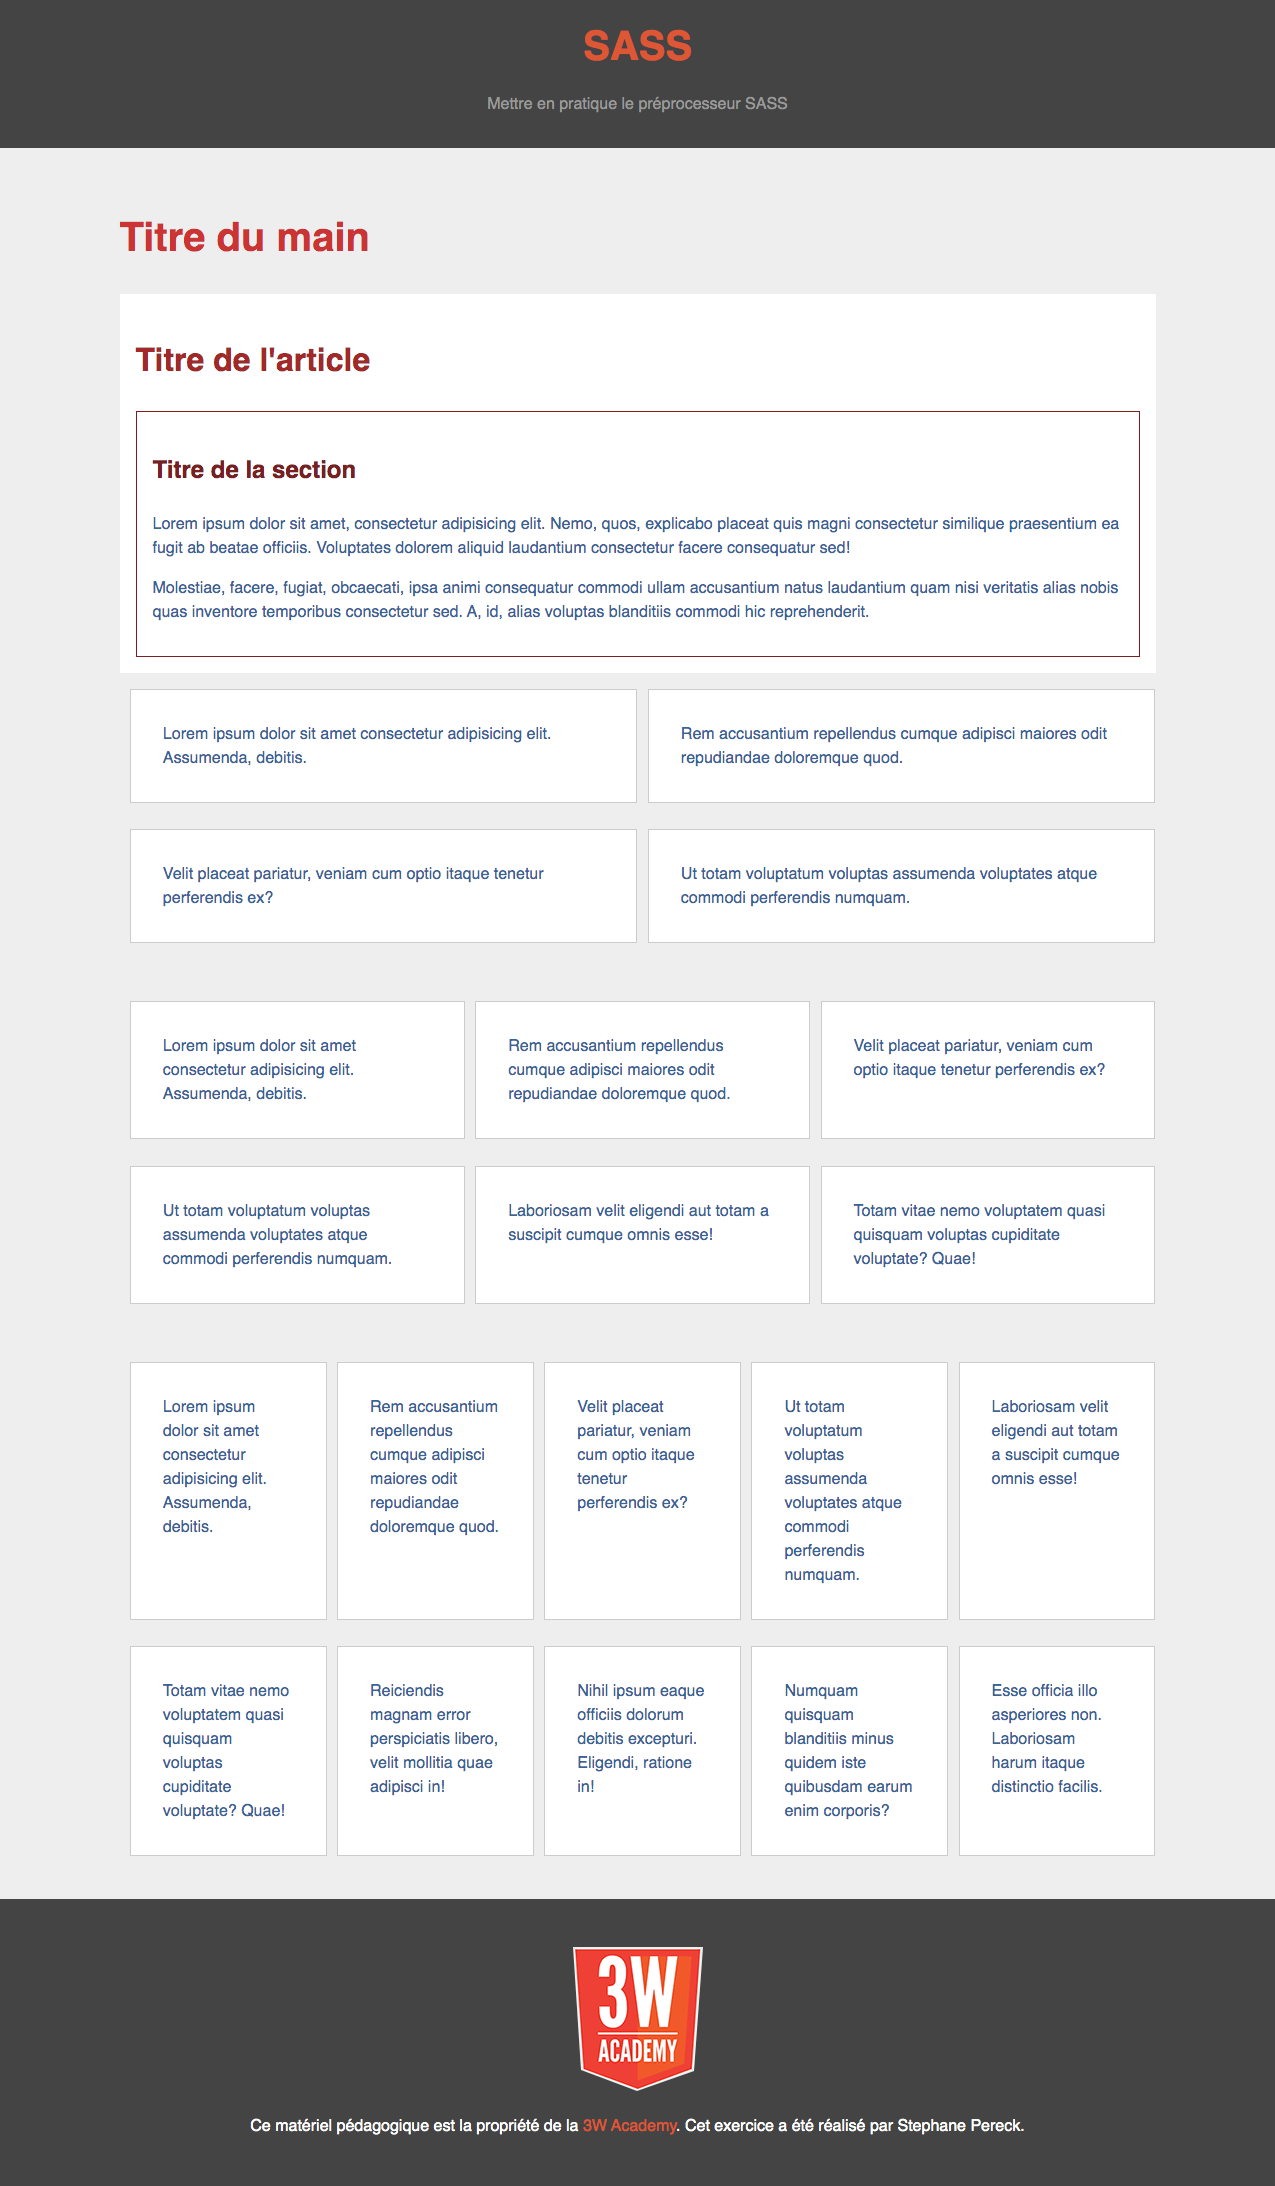 SASS
Mettre en pratique le préprocesseur SASS
Titre du main
Titre de l'article
Titre de la section
Lorem ipsum dolor sit amet, consectetur adipisicing elit. Nemo, quos, explicabo placeat quis magni consectetur similique praesentium ea
fugit ab beatae officiis. Voluptates dolorem aliquid laudantium consectetur facere consequatur sed!
Molestiae, facere, fugiat, obcaecati, ipsa animi consequatur commodi ullam accusantium natus laudantium quam nisi veritatis alias nobis
quas inventore temporibus consectetur sed. A, id, alias voluptas blanditiis commodi hic reprehenderit.
Lorem ipsum dolor sit amet consectetur adipisicing elit.
Assumenda, debitis.
Rem accusantium repellendus cumque adipisci maiores odit
repudiandae doloremque quod.
Velit placeat pariatur, veniam cum optio itaque tenetur
perferendis ex?
Ut totam voluptatum voluptas assumenda voluptates atque
commodi perferendis numquam.
Lorem ipsum dolor sit amet
consectetur adipisicing elit.
Assumenda, debitis.
Rem accusantium repellendus
cumque adipisci maiores odit
repudiandae doloremque quod.
Velit placeat pariatur, veniam cum
optio itaque tenetur perferendis ex?
Ut totam voluptatum voluptas
assumenda voluptates atque
commodi perferendis numquam.
Laboriosam velit eligendi aut totam a
suscipit cumque omnis esse!
Totam vitae nemo voluptatem quasi
quisquam voluptas cupiditate
voluptate? Quae!
Lorem ipsum
dolor sit amet
consectetur
adipisicing elit.
Assumenda,
debitis.
Rem accusantium
repellendus
cumque adipisci
maiores odit
repudiandae
doloremque quod.
Velit placeat
pariatur, veniam
cum optio itaque
tenetur
perferendis ex?
Ut totam
voluptatum
voluptas
assumenda
voluptates atque
commodi
perferendis
numquam.
Laboriosam velit
eligendi aut totam
a suscipit cumque
omnis esse!
Totam vitae nemo
voluptatem quasi
quisquam
voluptas
cupiditate
voluptate? Quae!
Reiciendis
magnam error
perspiciatis libero,
velit mollitia quae
adipisci in!
Nihil ipsum eaque
officiis dolorum
debitis excepturi.
Eligendi, ratione
in!
Numquam
quisquam
blanditiis minus
quidem iste
quibusdam earum
enim corporis?
Esse officia illo
asperiores non.
Laboriosam
harum itaque
distinctio facilis.
3W
ACADEMY
Ce matériel pédagogique est la propriété de la 3W Academy. Cet exercice a été réalisé par Stephane Pereck.